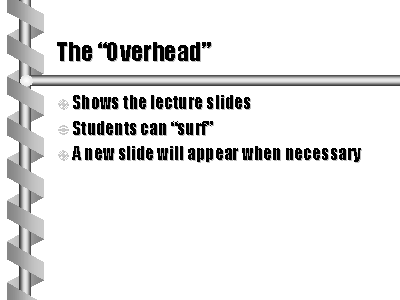 The “Overhead”
Shows the lecture slides
Students can “surf”
A new slide will appear when necessary